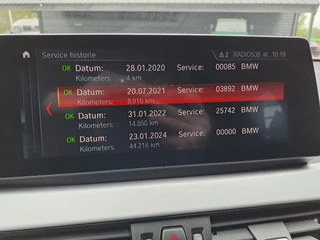 Service historie
⚠ 2 RADIO538 10:19
OK Datum: 28.01.2020 Service: 00085 BMW
Kilometers: 4 km
OK Datum: 20.07.2021 Service: 03892 BMW
Kilometers: 8.916 km
OK Datum: 31.01.2022 Service: 25742 BMW
Kilometers: 14.850 km
OK Datum: 23.01.2024 Service: 00000 BMW
Kilometers: 44.216 km